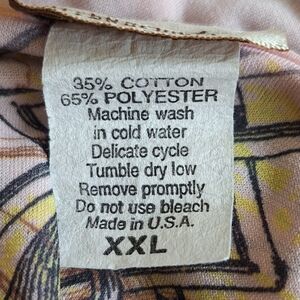 35% COTTON
65% POLYESTER
Machine wash
in cold water
Delicate cycle
Tumble dry low
Remove promptly
Do not use bleach
Made in U.S.A.
XXL